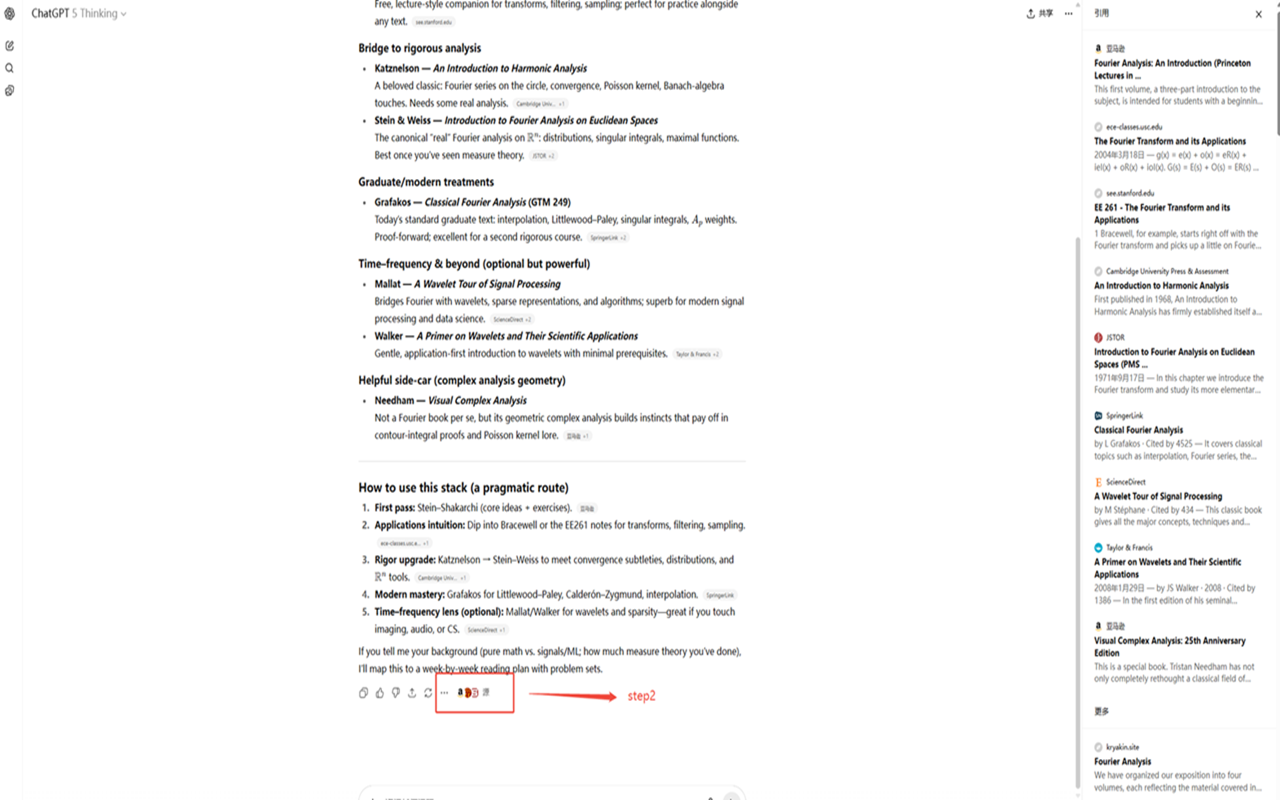 ChatGPT 5 Thinking
共享
Free, lecture-style companion for transforms, filtering, sampling; perfect for practice alongside
any text. see.stanford.edu
Bridge to rigorous analysis
• Katznelson — An Introduction to Harmonic Analysis
A beloved classic: Fourier series on the circle, convergence, Poisson kernel, Banach-algebra
touches. Needs some real analysis. Cambridge Univ... +1
• Stein & Weiss — Introduction to Fourier Analysis on Euclidean Spaces
The canonical "real" Fourier analysis on ℝⁿ: distributions, singular integrals, maximal functions.
Best once you've seen measure theory. JSTOR +2
Graduate/modern treatments
• Grafakos — Classical Fourier Analysis (GTM 249)
Today's standard graduate text: interpolation, Littlewood–Paley, singular integrals, Aₚ weights.
Proof-forward; excellent for a second rigorous course. SpringerLink +2
Time–frequency & beyond (optional but powerful)
• Mallat — A Wavelet Tour of Signal Processing
Bridges Fourier with wavelets, sparse representations, and algorithms; superb for modern signal
processing and data science. ScienceDirect +2
• Walker — A Primer on Wavelets and Their Scientific Applications
Gentle, application-first introduction to wavelets with minimal prerequisites. Taylor & Francis +2
Helpful side-car (complex analysis geometry)
• Needham — Visual Complex Analysis
Not a Fourier book per se, but its geometric complex analysis builds instincts that pay off in
contour-integral proofs and Poisson kernel lore. 亚马逊 +1
How to use this stack (a pragmatic route)
1. First pass: Stein–Shakarchi (core ideas + exercises). 亚马逊
2. Applications intuition: Dip into Bracewell or the EE261 notes for transforms, filtering, sampling.
ece-classes.usc.e... +1
3. Rigor upgrade: Katznelson → Stein–Weiss to meet convergence subtleties, distributions, and
ℝⁿ tools. Cambridge Univ... +1
4. Modern mastery: Grafakos for Littlewood–Paley, Calderón–Zygmund, interpolation. SpringerLink
5. Time–frequency lens (optional): Mallat/Walker for wavelets and sparsity—great if you touch
imaging, audio, or CS. ScienceDirect +1
If you tell me your background (pure math vs. signals/ML; how much measure theory you've done),
I'll map this to a week-by-week reading plan with problem sets.
step2
引用
亚马逊
Fourier Analysis: An Introduction (Princeton
Lectures in ...
This first volume, a three-part introduction to the
subject, is intended for students with a beginnin...
ece-classes.usc.edu
The Fourier Transform and its Applications
2004年3月18日 — g(x) = e(x) + o(x) = eR(x) +
ieI(x) + oR(x) + ioI(x). G(s) = E(s) + O(s) = ER(s) ...
see.stanford.edu
EE 261 - The Fourier Transform and its
Applications
1 Bracewell, for example, starts right off with the
Fourier transform and picks up a little on Fourie...
Cambridge University Press & Assessment
An Introduction to Harmonic Analysis
First published in 1968, An Introduction to
Harmonic Analysis has firmly established itself a...
JSTOR
Introduction to Fourier Analysis on Euclidean
Spaces (PMS ...
1971年9月17日 — In this chapter we introduce the
Fourier transform and study its more elementar...
SpringerLink
Classical Fourier Analysis
by L Grafakos · Cited by 4525 — It covers classical
topics such as interpolation, Fourier series, the...
ScienceDirect
A Wavelet Tour of Signal Processing
by M Stéphane · Cited by 434 — This classic book
gives all the major concepts, techniques and...
Taylor & Francis
A Primer on Wavelets and Their Scientific
Applications
2008年1月29日 — by JS Walker · 2008 · Cited by
1386 — In the first edition of his seminal...
亚马逊
Visual Complex Analysis: 25th Anniversary
Edition
This is a special book. Tristan Needham has not
only completely rethought a classical field of...
更多
kryakin.site
Fourier Analysis
We have organized our exposition into four
volumes, each reflecting the material covered in...